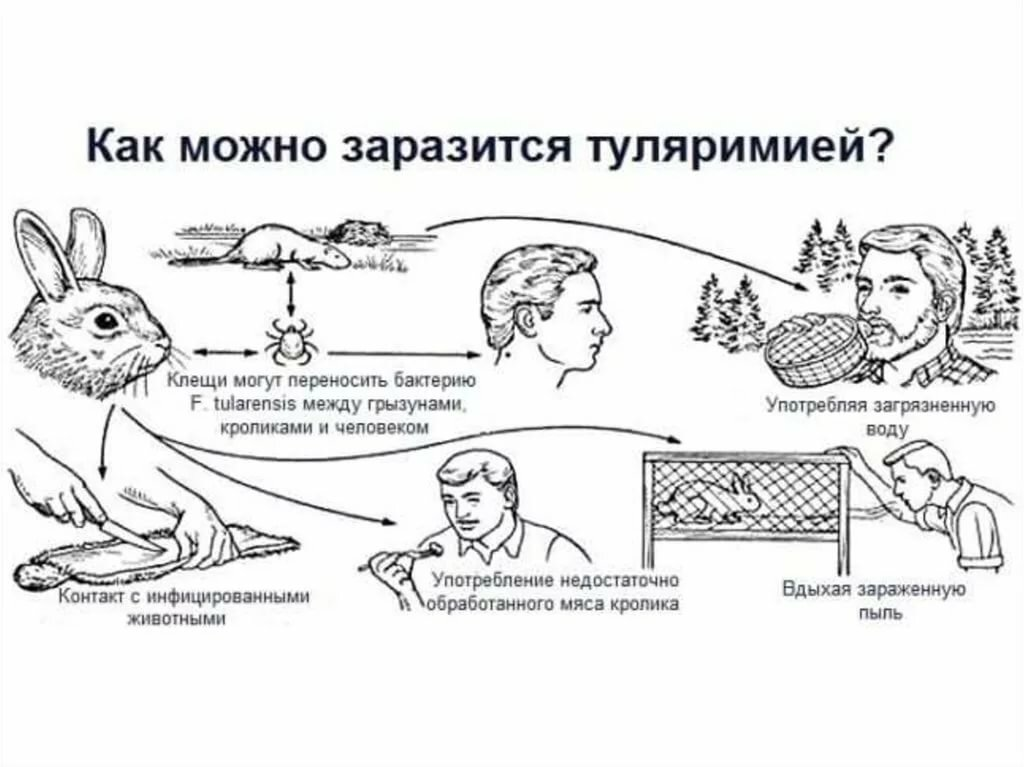 Как можно заразится туляримией?
Клещи могут переносить бактерию
F. tularensis между грызунами,
кроликами и человеком
Употребляя загрязненную
воду
Контакт с инфицированными
животными
Употребление недостаточно
обработанного мяса кролика
Вдыхая зараженную
пыль